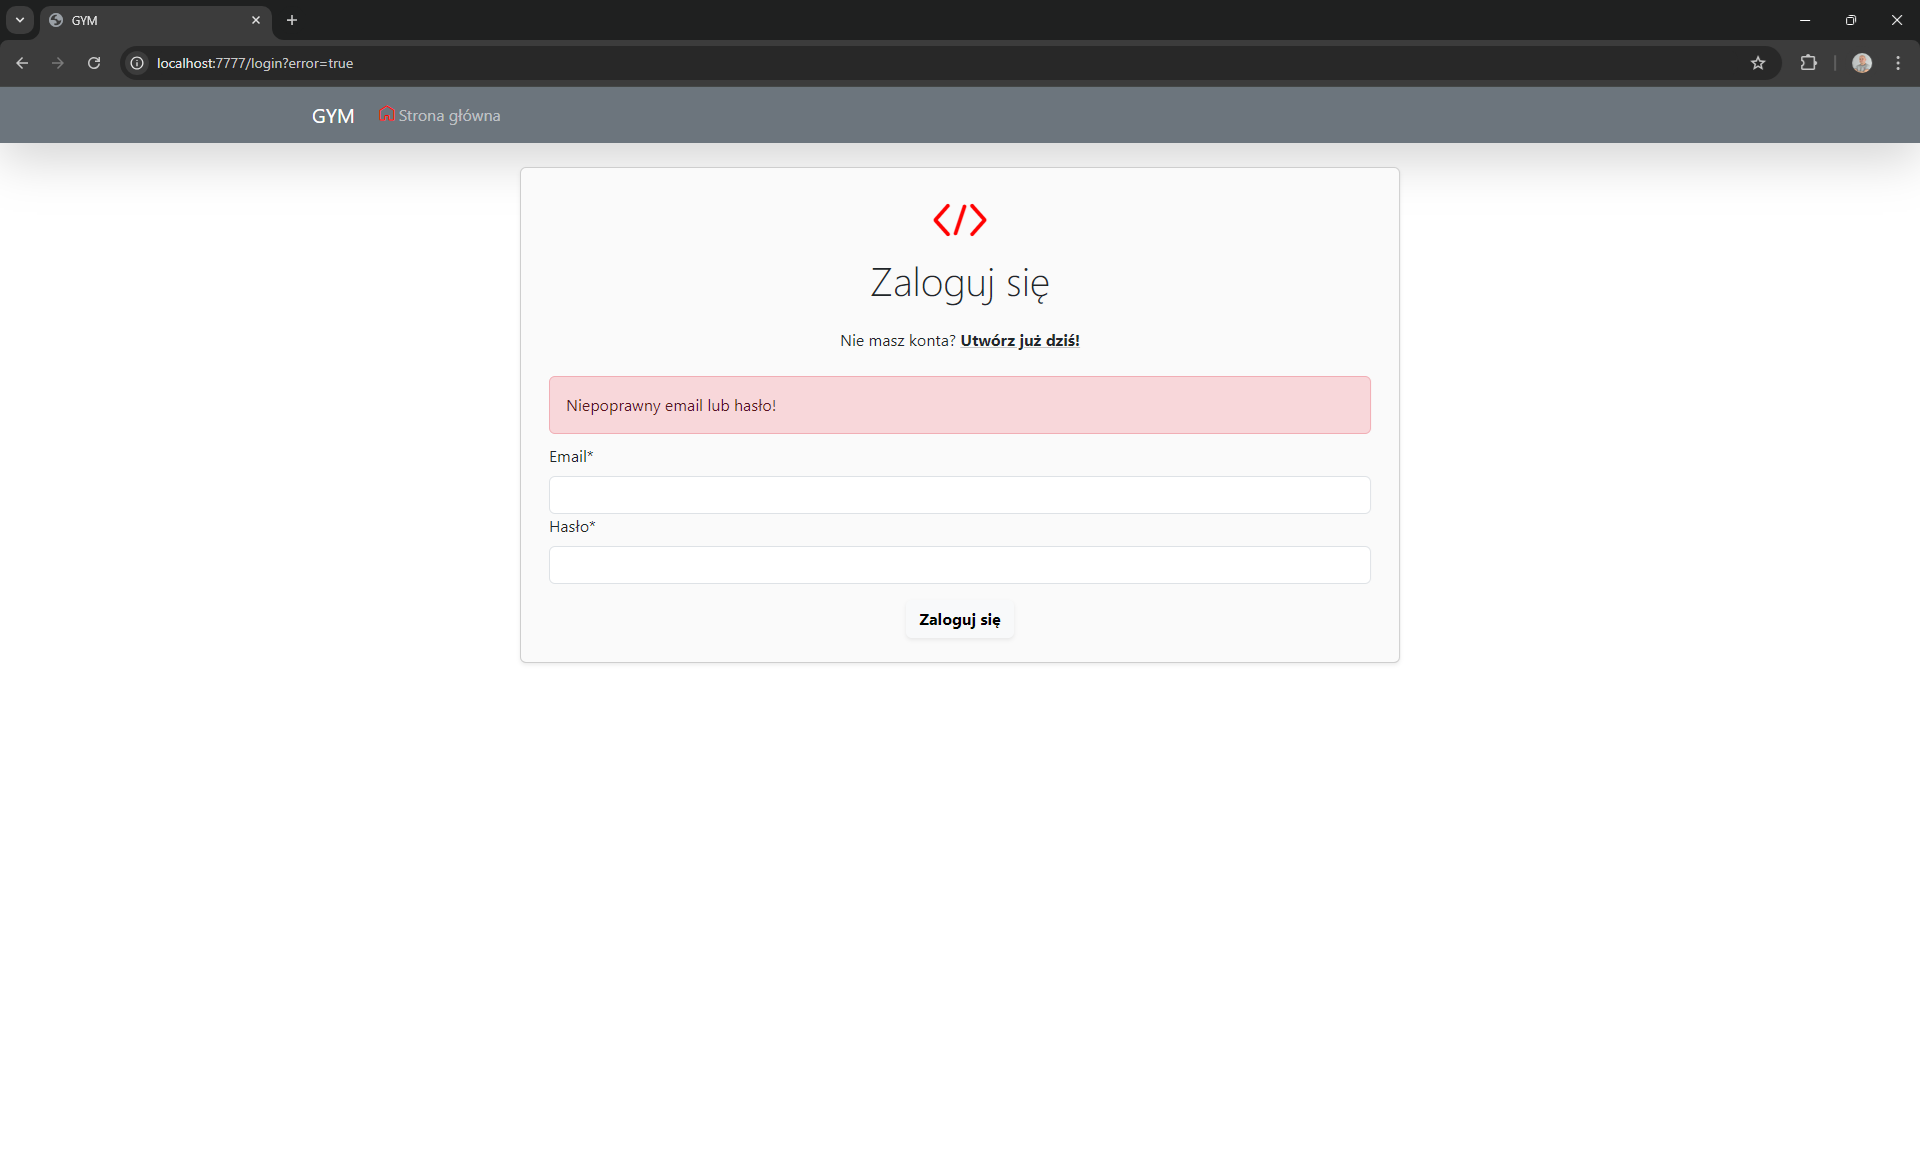 GYM
localhost:7777/login?error=true
GYM Strona główna
</>
Zaloguj się
Nie masz konta? Utwórz już dziś!
Niepoprawny email lub hasło!
Email*
Hasło*
Zaloguj się